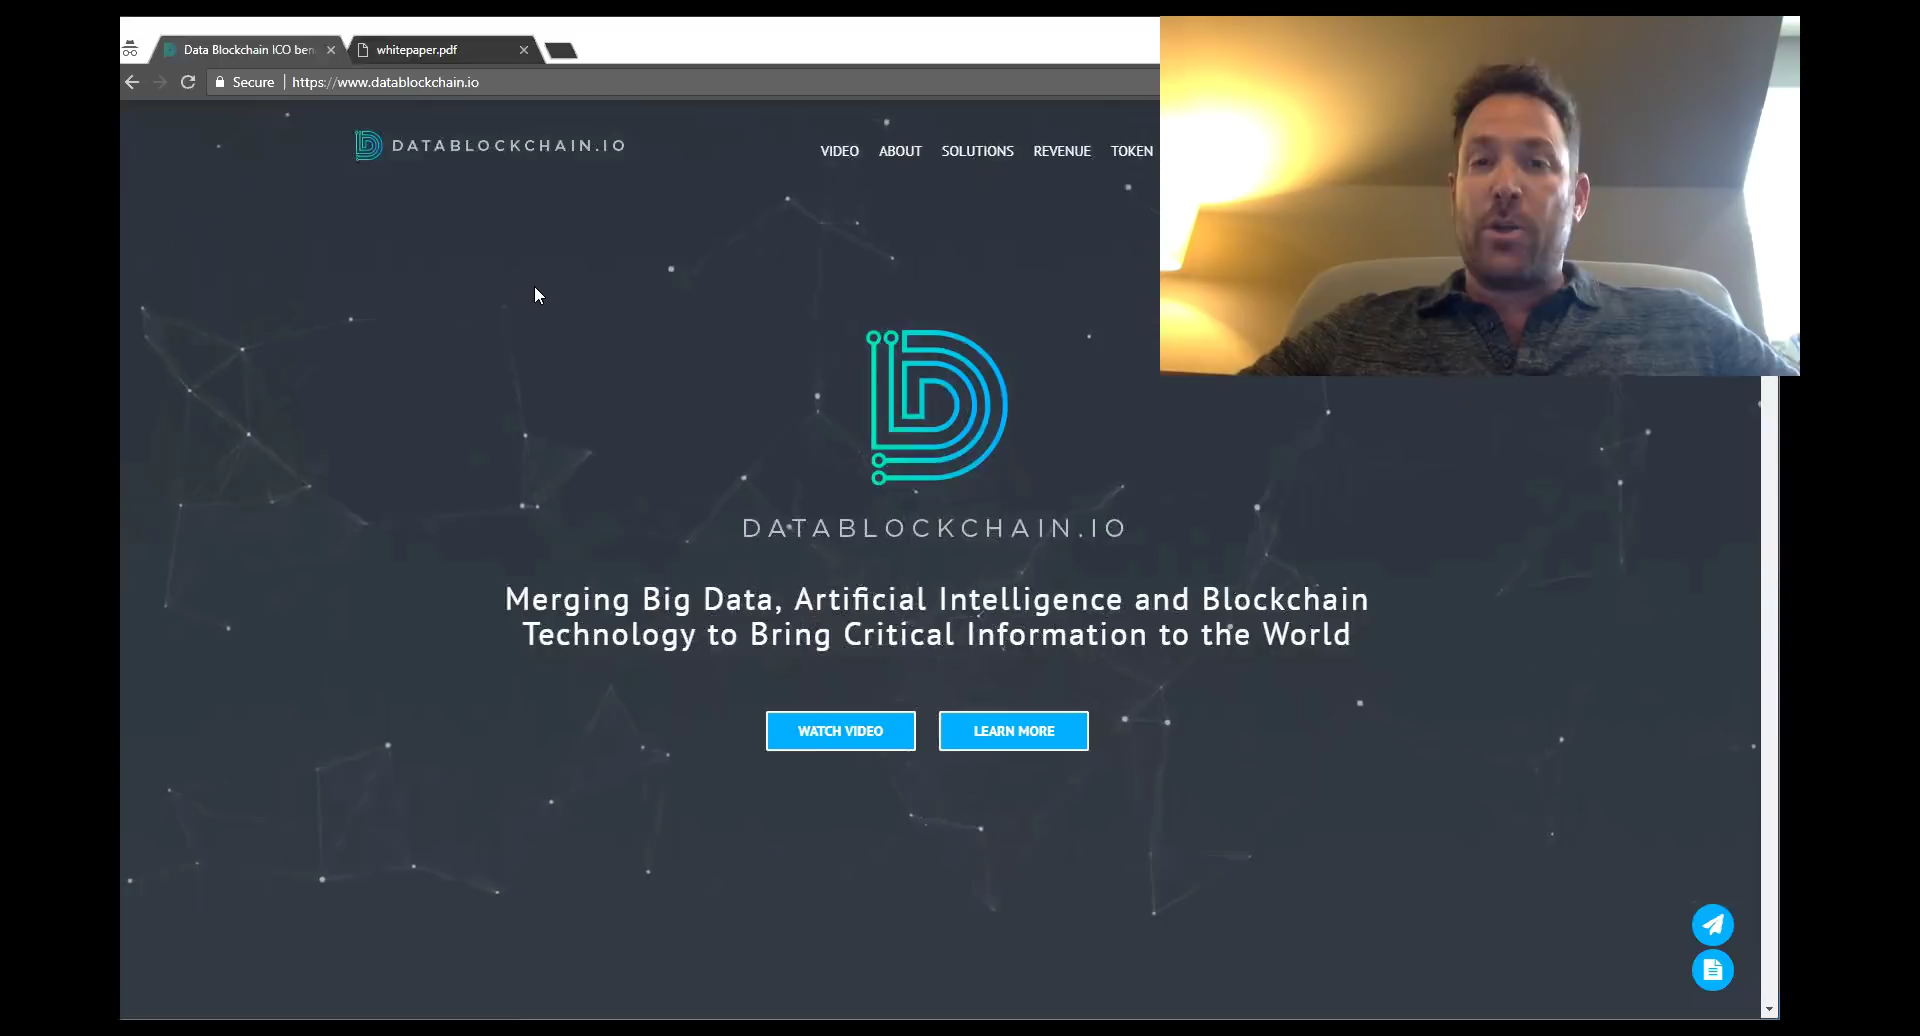 Data Blockchain ICO ben
whitepaper.pdf
Secure
https://www.datablockchain.io
DATABLOCKCHAIN.IO
VIDEO
ABOUT
SOLUTIONS
REVENUE
TOKEN
DATABLOCKCHAIN.IO
Merging Big Data, Artificial Intelligence and Blockchain
Technology to Bring Critical Information to the World
WATCH VIDEO
LEARN MORE